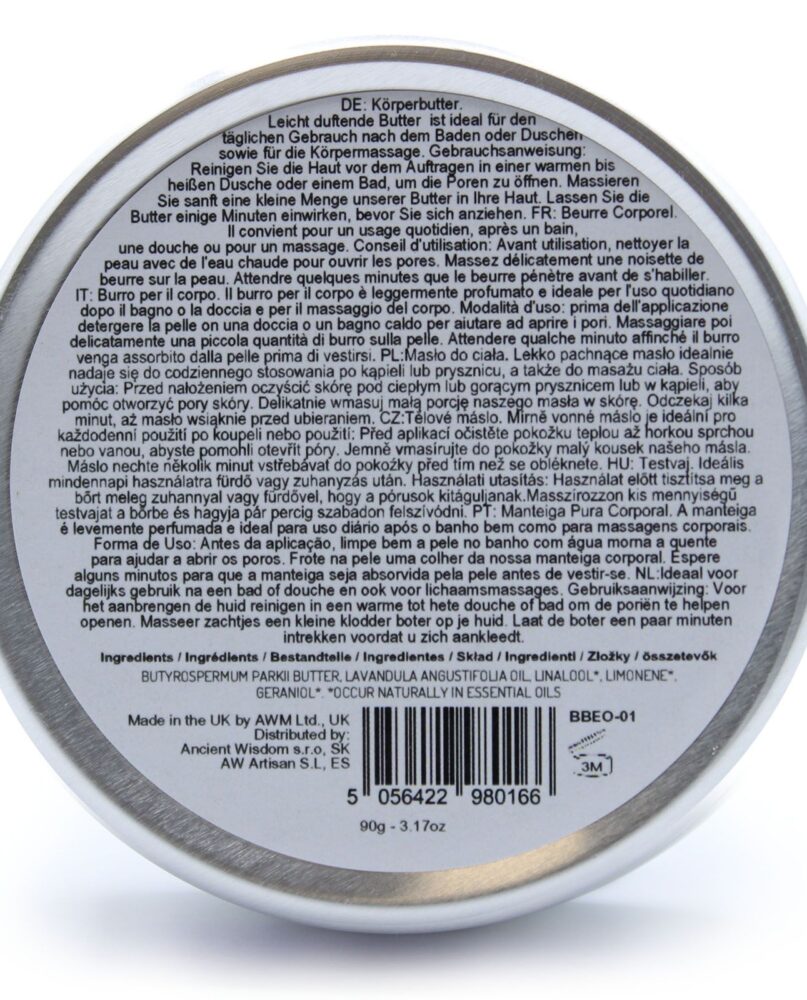 DE: Körperbutter.
Leicht duftende Butter ist ideal für den
täglichen Gebrauch nach dem Baden oder Duschen
sowie für die Körpermassage. Gebrauchsanweisung:
Reinigen Sie die Haut vor dem Auftragen in einer warmen bis
heißen Dusche oder einem Bad, um die Poren zu öffnen. Massieren
Sie sanft eine kleine Menge unserer Butter in Ihre Haut. Lassen Sie die
Butter einige Minuten einwirken, bevor Sie sich anziehen. FR: Beurre Corporel.
Il convient pour un usage quotidien, après un bain,
une douche ou pour un massage. Conseil d'utilisation: Avant utilisation, nettoyer la
peau avec de l'eau chaude pour ouvrir les pores. Massez délicatement une noisette de
beurre sur la peau. Attendre quelques minutes que le beurre pénètre avant de s'habiller.
IT: Burro per il corpo. Il burro per il corpo è leggermente profumato e ideale per l'uso quotidiano
dopo il bagno o la doccia e per il massaggio del corpo. Modalità d'uso: prima dell'applicazione
detergere la pelle on una doccia o un bagno caldo per aiutare ad aprire i pori. Massaggiare poi
delicatamente una piccola quantità di burro sulla pelle. Attendere qualche minuto affinché il burro
venga assorbito dalla pelle prima di vestirsi. PL:Masło do ciała. Lekko pachnące masło idealnie
nadaje się do codziennego stosowania po kąpieli lub prysznicu, a także do masażu ciała. Sposób
użycia: Przed nałożeniem oczyścić skórę pod ciepłym lub gorącym prysznicem lub w kąpieli, aby
pomóc otworzyć pory skóry. Delikatnie wmasuj małą porcję naszego masła w skórę. Odczekaj kilka
minut, aż masło wsiąknie przed ubieraniem. CZ:Tělové máslo. Mírně vonné máslo je ideální pro
každodenní použití po koupeli nebo použití: Před aplikací očistěte pokožku teplou až horkou sprchou
nebo vanou, abyste pomohli otevřít póry. Jemně vmasírujte do pokožky malý kousek našeho másla.
Máslo nechte několik minut vstřebávat do pokožky před tím než se obléknete. HU: Testvaj. Ideális
mindennapi használatra fürdő vagy zuhanyzás után. Használati utasítás: Használat előtt tisztítsa meg a
bőrt meleg zuhannyal vagy fürdővel, hogy a pórusok kitáguljanak.Masszírozzon kis mennyiségű
testvajat a bőrbe és hagyja pár percig szabadon felszívódni. PT: Manteiga Pura Corporal. A manteiga
é levemente perfumada e ideal para uso diário após o banho bem como para massagens corporais.
Forma de Uso: Antes da aplicação, limpe bem a pele no banho com água morna a quente
para ajudar a abrir os poros. Frote na pele uma colher da nossa manteiga corporal. Espere
alguns minutos para que a manteiga seja absorvida pela pele antes de vestir-se. NL:Ideaal voor
dagelijks gebruik na een bad of douche en ook voor lichaamsmassages. Gebruiksaanwijzing: Voor
het aanbrengen de huid reinigen in een warme tot hete douche of bad om de poriën te helpen
openen. Masseer zachtjes een kleine klodder boter op je huid. Laat de boter een paar minuten
intrekken voordat u zich aankleedt.
Ingredients / Ingrédients / Bestandteile / Ingredientes / Skład / Ingredienti / Zložky / összetevők
BUTYROSPERMUM PARKII BUTTER, LAVANDULA ANGUSTIFOLIA OIL, LINALOOL*, LIMONENE*,
GERANIOL*. *OCCUR NATURALLY IN ESSENTIAL OILS
Made in the UK by AWM Ltd., UK
Distributed by:
Ancient Wisdom s.r.o, SK
AW Artisan S.L, ES
BBEO-01
3M
5 056422 980166
90g - 3.17oz